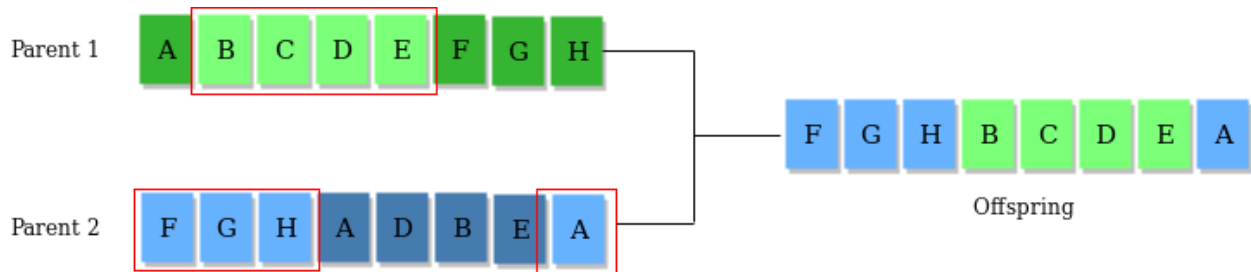 Parent 1 A B C D E F G H
F G H B C D E A
Offspring
Parent 2 F G H A D B E A